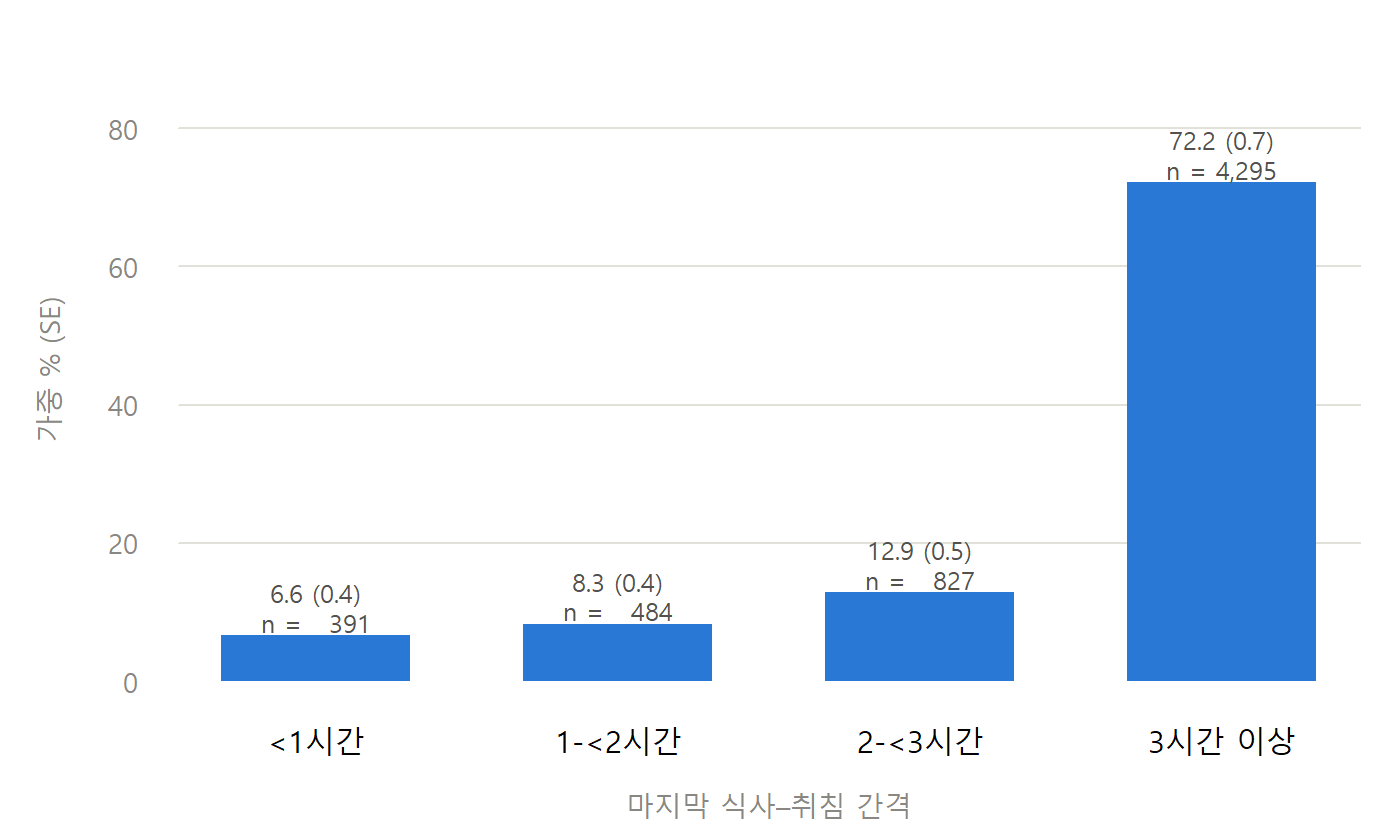 가중 % (SE)
80
60
40
20
0
6.6 (0.4)
n = 391
8.3 (0.4)
n = 484
12.9 (0.5)
n = 827
72.2 (0.7)
n = 4,295
<1시간
1-<2시간
2-<3시간
3시간 이상
마지막 식사–취침 간격